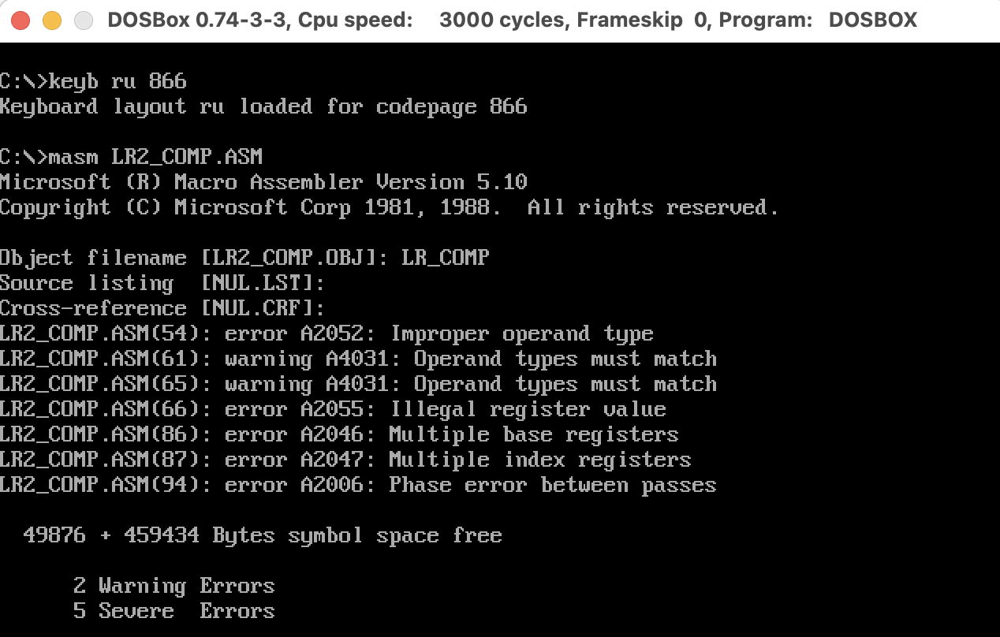 DOSBox 0.74-3-3, Cpu speed: 3000 cycles, Frameskip 0, Program: DOSBOX
C:\>keyb ru 866
Keyboard layout ru loaded for codepage 866
C:\>masm LR2_COMP.ASM
Microsoft (R) Macro Assembler Version 5.10
Copyright (C) Microsoft Corp 1981, 1988.  All rights reserved.
Object filename [LR2_COMP.OBJ]: LR_COMP
Source listing  [NUL.LST]:
Cross-reference [NUL.CRF]:
LR2_COMP.ASM(54): error A2052: Improper operand type
LR2_COMP.ASM(61): warning A4031: Operand types must match
LR2_COMP.ASM(65): warning A4031: Operand types must match
LR2_COMP.ASM(66): error A2055: Illegal register value
LR2_COMP.ASM(86): error A2046: Multiple base registers
LR2_COMP.ASM(87): error A2047: Multiple index registers
LR2_COMP.ASM(94): error A2006: Phase error between passes
49876 + 459434 Bytes symbol space free
2 Warning Errors
5 Severe  Errors